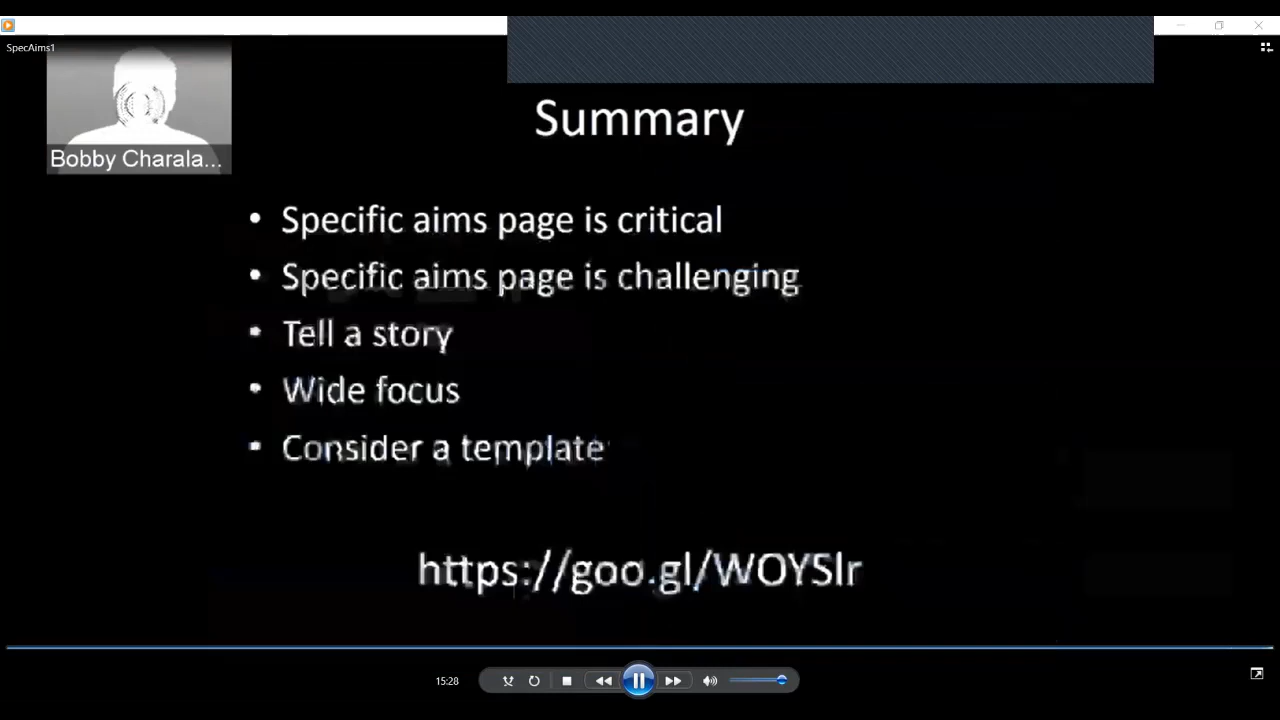 SpecAims1
Bobby Charala...
Summary
• Specific aims page is critical
• Specific aims page is challenging
• Tell a story
• Wide focus
• Consider a template
https://goo.gl/WOYSlr
15:28